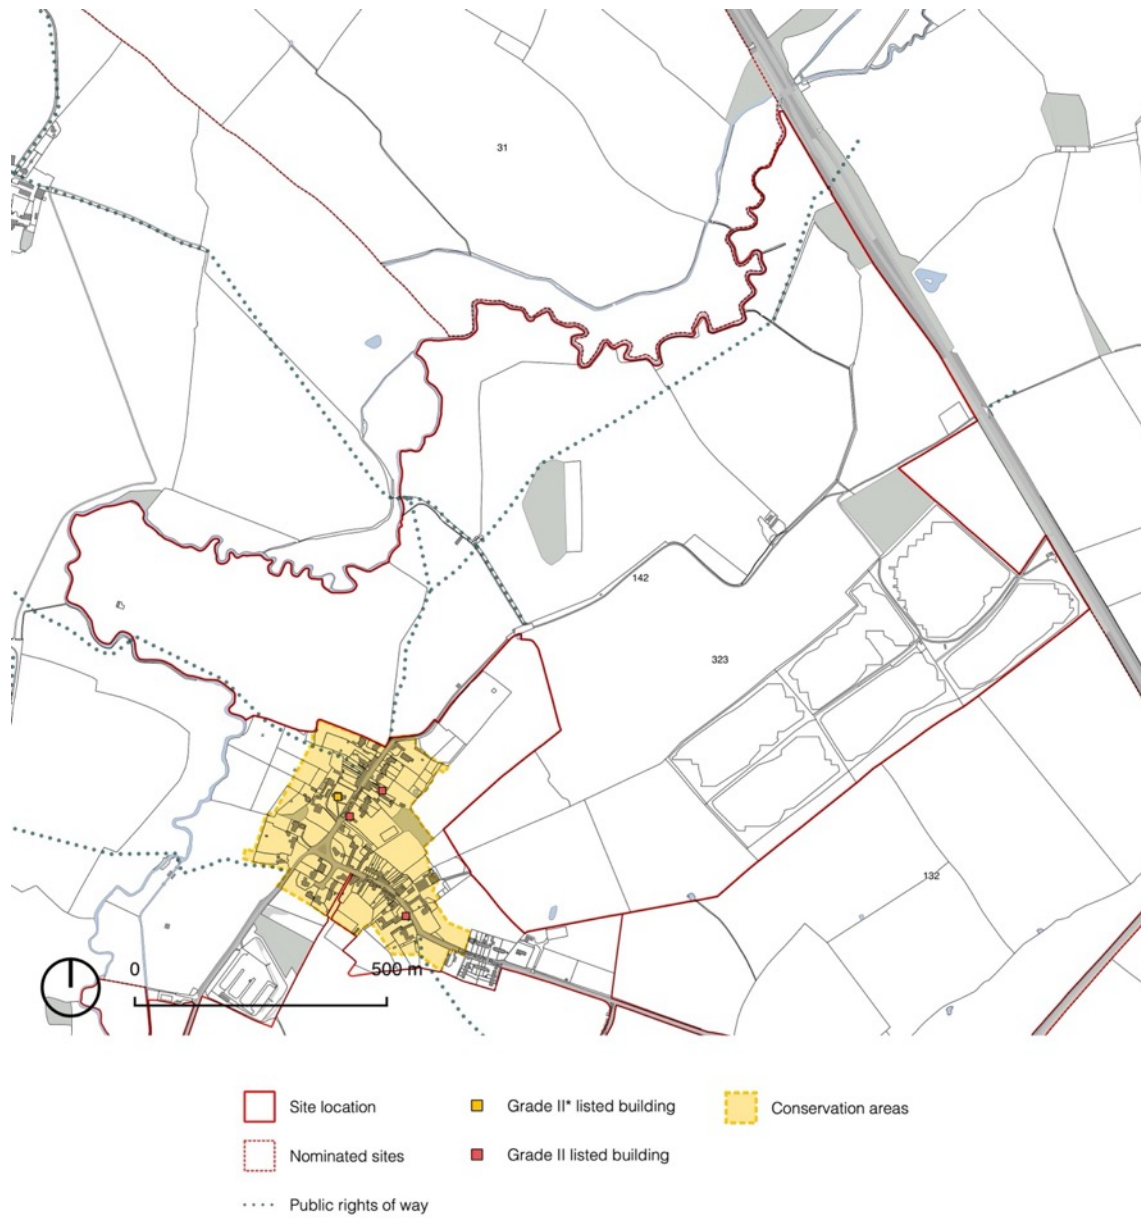 31
142
323
132
0
500 m
Site location
Grade II* listed building
Conservation areas
Nominated sites
Grade II listed building
Public rights of way